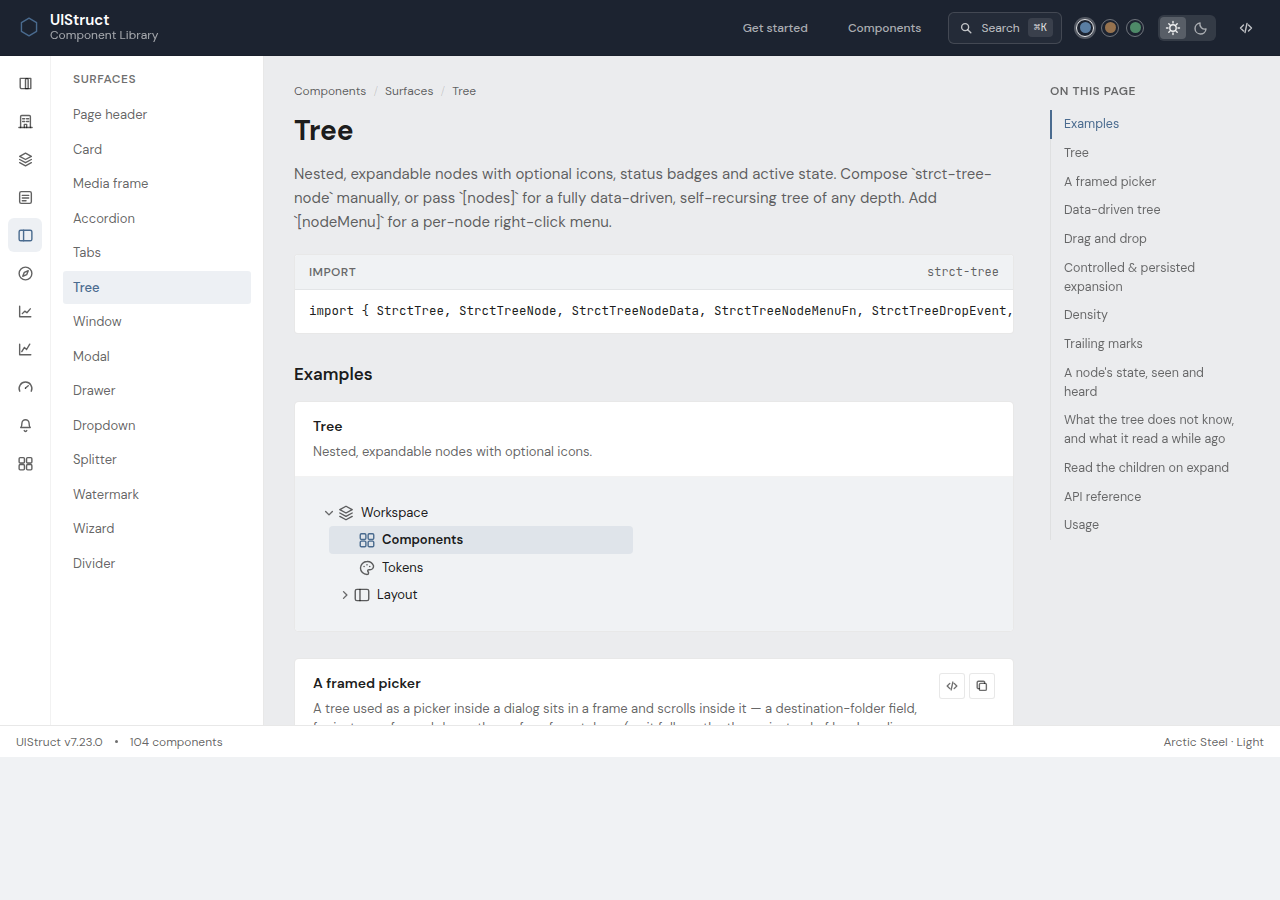 UIStruct
Component Library
Get started
Components
Search
⌘K
SURFACES
Page header
Card
Media frame
Accordion
Tabs
Tree
Window
Modal
Drawer
Dropdown
Splitter
Watermark
Wizard
Divider
Components / Surfaces / Tree
Tree
Nested, expandable nodes with optional icons, status badges and active state. Compose `strct-tree-
node` manually, or pass `[nodes]` for a fully data-driven, self-recursing tree of any depth. Add
`[nodeMenu]` for a per-node right-click menu.
IMPORT
strct-tree
import { StrctTree, StrctTreeNode, StrctTreeNodeData, StrctTreeNodeMenuFn, StrctTreeDropEvent,
Examples
Tree
Nested, expandable nodes with optional icons.
Workspace
Components
Tokens
Layout
A framed picker
A tree used as a picker inside a dialog sits in a frame and scrolls inside it — a destination-folder field,
ON THIS PAGE
Examples
Tree
A framed picker
Data-driven tree
Drag and drop
Controlled & persisted
expansion
Density
Trailing marks
A node's state, seen and
heard
What the tree does not know,
and what it read a while ago
Read the children on expand
API reference
Usage
UIStruct v7.23.0 • 104 components
Arctic Steel · Light